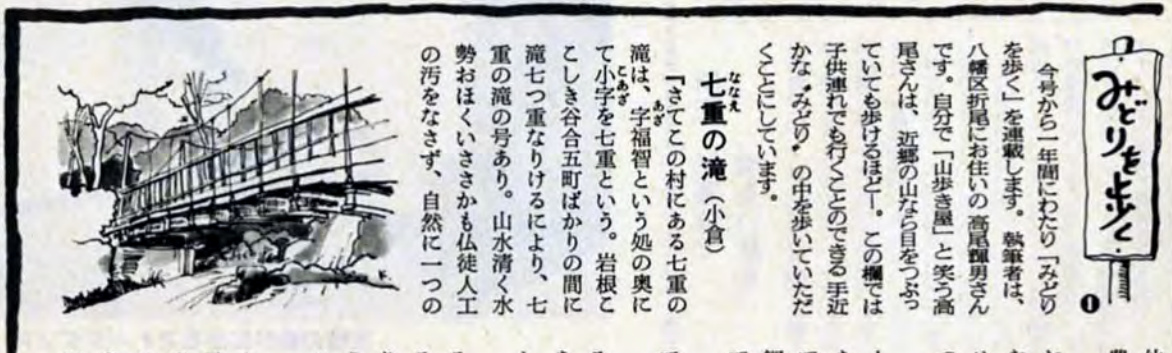 みどりを歩く
❶
今号から一年間にわたり「みどり
を歩く」を連載します。執筆者は、
八幡区折尾にお住いの高尾輝男さん
です。自分で「山歩き屋」と笑う高
尾さんは、近郷の山なら目をつぶっ
ていても歩けるほど―。この欄では
子供連れでも行くことのできる手近
かな〝みどり〟の中を歩いていただ
くことにしています。
七重の滝（小倉）
ななえ
「さてこの村にある七重の
滝は、字福智という処の奥に
あざ
て小字を七重という。岩根こ
こあざ
こしき谷合五町ばかりの間に
滝七つ重なりけるにより、七
重の滝の号あり。山水清く水
勢おほくいささかも仏徒人工
の汚をなさず、自然に一つの